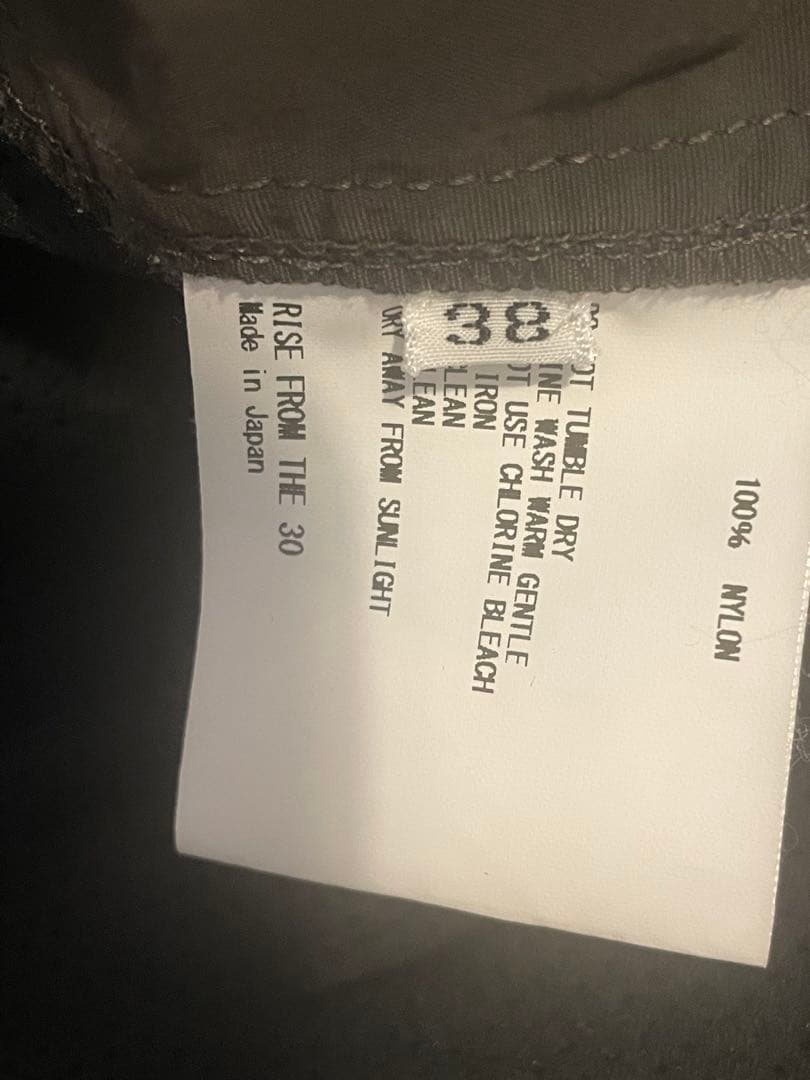 100% NYLON
TUMBLE DRY
WASH WARM GENTLE
USE CHLORINE BLEACH
IRON
DRY AWAY FROM SUNLIGHT
RISE FROM THE 30
Made in Japan
38